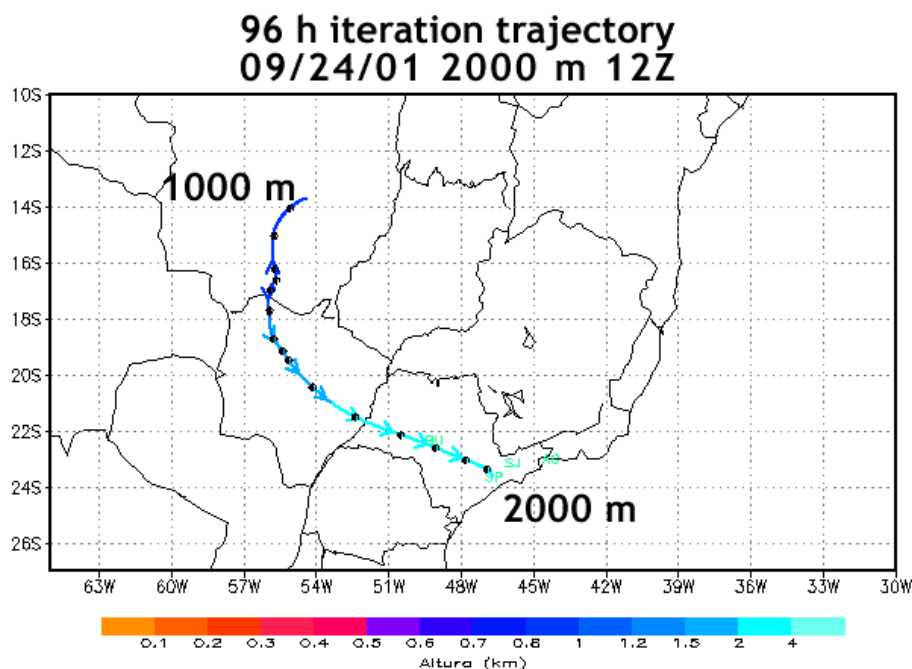 96 h iteration trajectory
09/24/01 2000 m 12Z
10S
12S
1000 m
14S
16S
18S
20S
22S
BU
SJ
SP
24S
2000 m
26S
63W 60W 57W 54W 51W 48W 45W 42W 39W 36W 33W 30W
0.1 0.2 0.3 0.4 0.5 0.6 0.7 0.8 1 1.2 1.5 2 4
Altura (km)